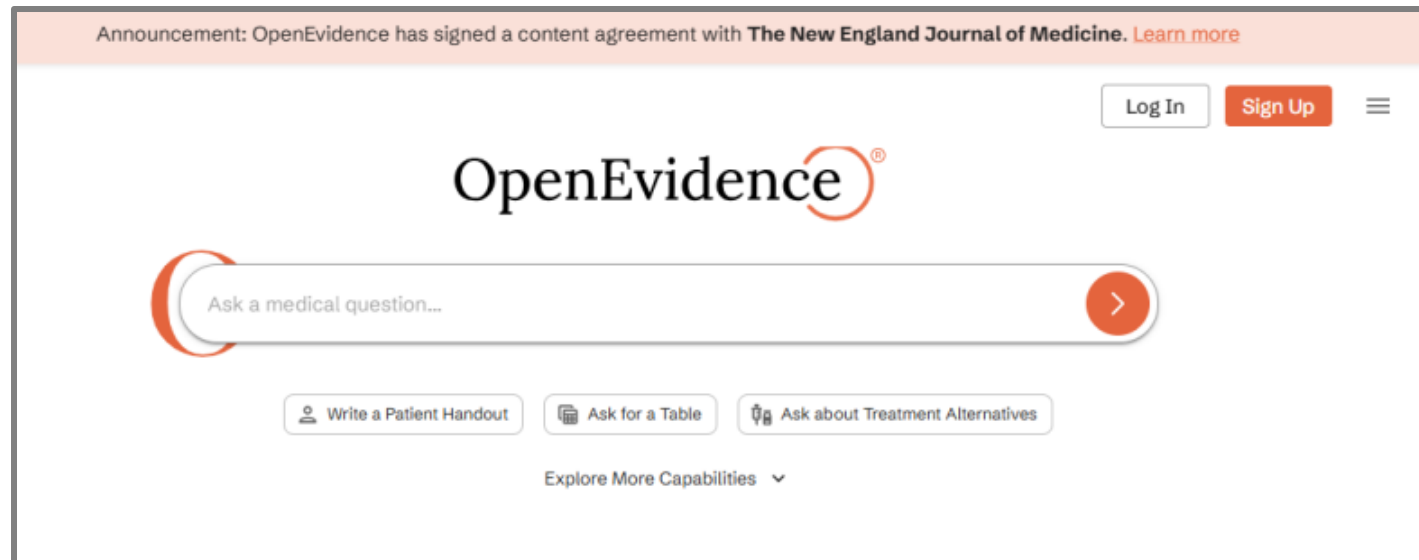 Announcement: OpenEvidence has signed a content agreement with The New England Journal of Medicine. Learn more
Log In
Sign Up
OpenEvidence®
Ask a medical question...
Write a Patient Handout
Ask for a Table
Ask about Treatment Alternatives
Explore More Capabilities